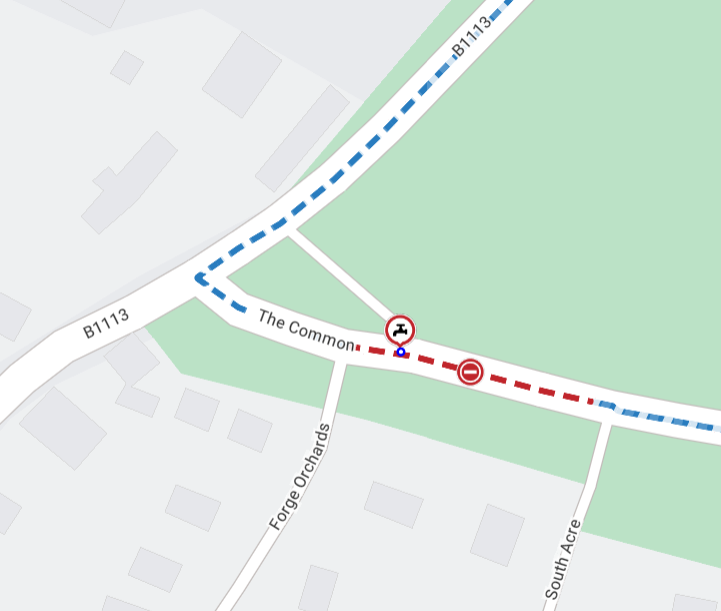 B1113
B1113
The Common
Forge Orchards
South Acre